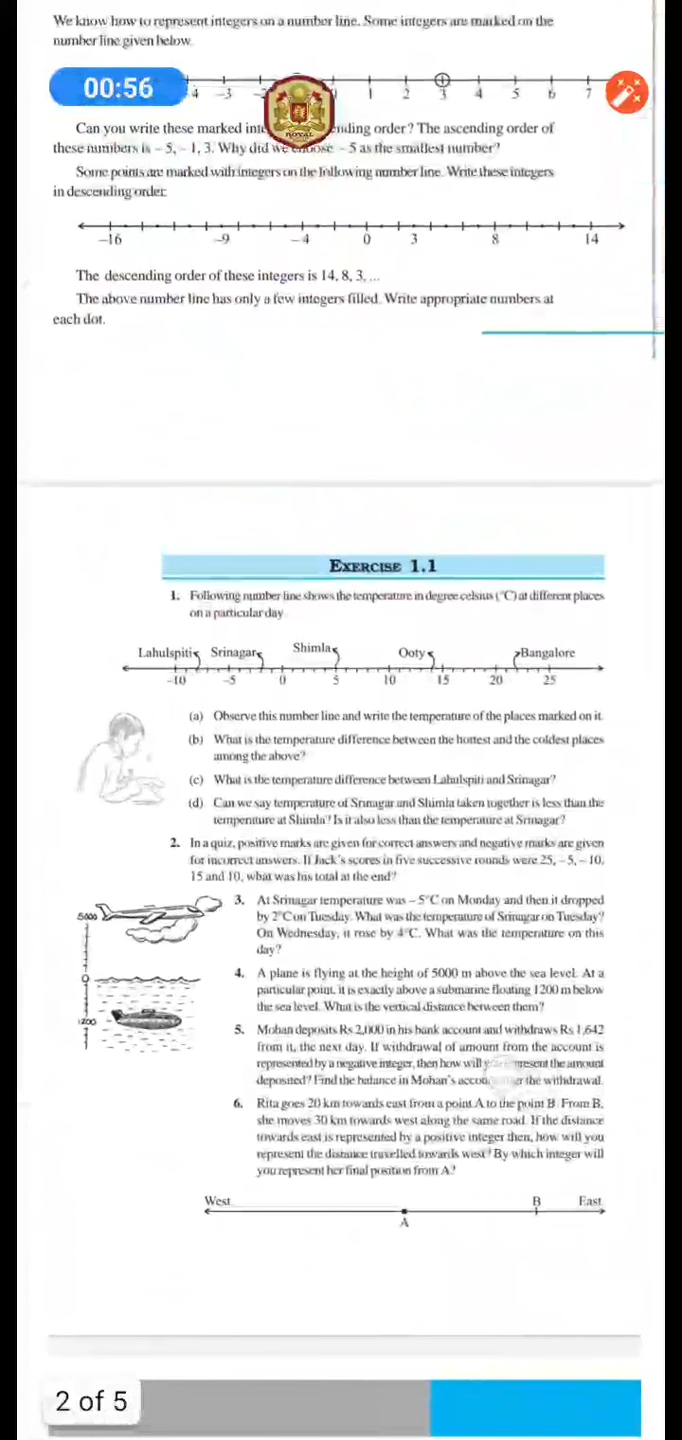 We know how to represent integers on a number line. Some integers are marked on the
number line given below.
00:56
4 -3 1 2 3 4 5 6 7
ROYAL
Can you write these marked ending order? The ascending order of
these numbers is – 5, – 1, 3. Why did we choose – 5 as the smallest number?
Some points are marked with integers on the following number line. Write these integers
in descending order.
–16 –9 –4 0 3 8 14
The descending order of these integers is 14, 8, 3, ...
The above number line has only a few integers filled. Write appropriate numbers at
each dot.
EXERCISE 1.1
1. Following number line shows the temperature in degree celsius (°C) at different places
on a particular day.
Lahulspiti Srinagar Shimla Ooty Bangalore
–10 –5 0 5 10 15 20 25
(a) Observe this number line and write the temperature of the places marked on it.
(b) What is the temperature difference between the hottest and the coldest places
among the above?
(c) What is the temperature difference between Lahulspiti and Srinagar?
(d) Can we say temperature of Srinagar and Shimla taken together is less than the
temperature at Shimla? Is it also less than the temperature at Srinagar?
2. In a quiz, positive marks are given for correct answers and negative marks are given
for incorrect answers. If Jack's scores in five successive rounds were 25, – 5, – 10,
15 and 10, what was his total at the end?
3. At Srinagar temperature was – 5°C on Monday and then it dropped
by 2°C on Tuesday. What was the temperature of Srinagar on Tuesday?
On Wednesday, it rose by 4°C. What was the temperature on this
day?
5000
0
1200
4. A plane is flying at the height of 5000 m above the sea level. At a
particular point, it is exactly above a submarine floating 1200 m below
the sea level. What is the vertical distance between them?
5. Mohan deposits Rs 2,000 in his bank account and withdraws Rs 1,642
from it, the next day. If withdrawal of amount from the account is
represented by a negative integer, then how will the amount
deposited? Find the balance in Mohan's the withdrawal.
6. Rita goes 20 km towards east from a point A to the point B. From B,
she moves 30 km towards west along the same road. If the distance
towards east is represented by a positive integer then, how will you
represent the distance travelled towards west? By which integer will
you represent her final position from A?
West B East
A
2 of 5